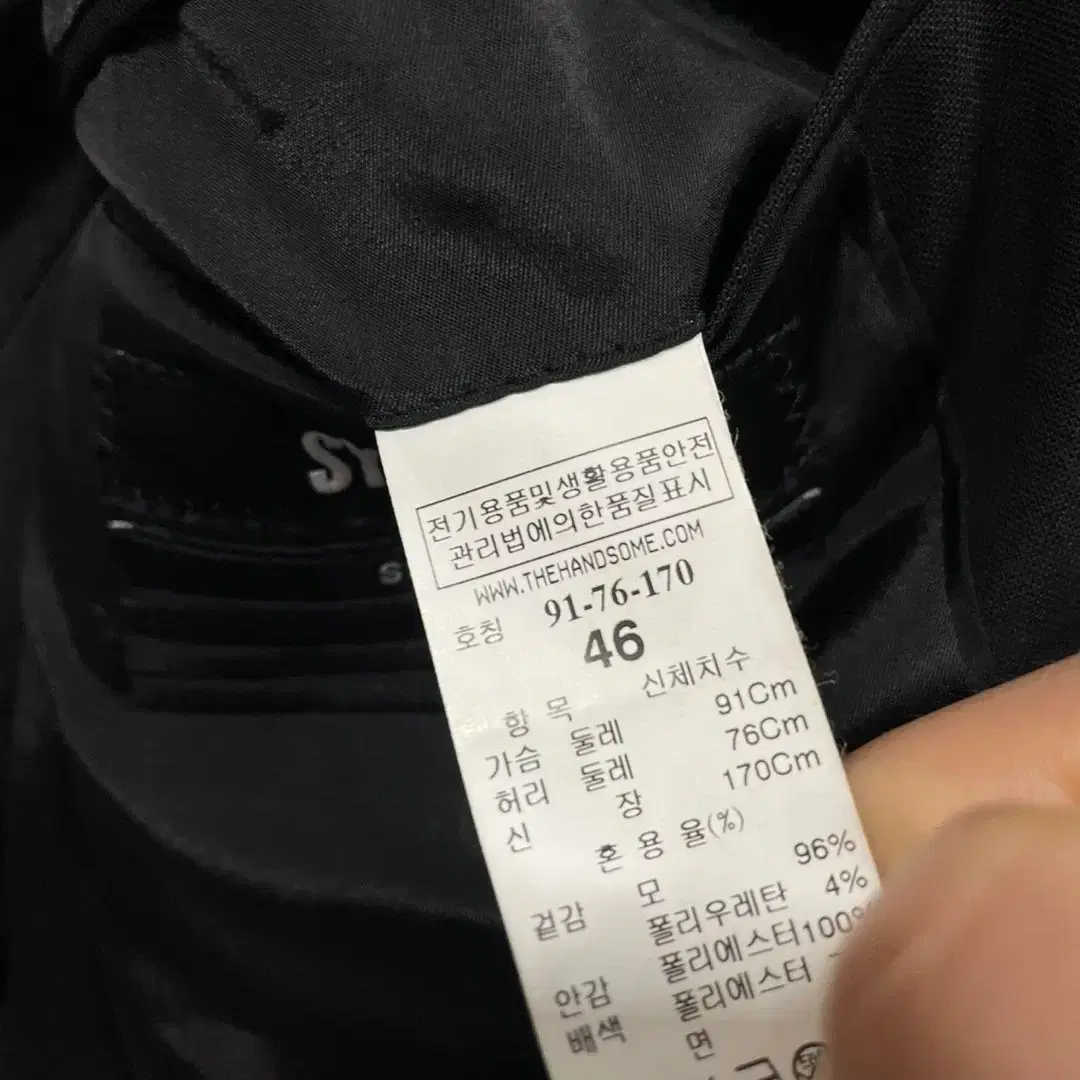 SY
S
전기용품및생활용품안전
관리법에의한품질표시
WWW.THEHANDSOME.COM
호칭 91-76-170
46
항 목 신체치수
가슴 둘레 91Cm
허리 둘레 76Cm
신 장 170Cm
혼 용 율(%)
겉감 모 96%
폴리우레탄 4%
안감 폴리에스터100%
배색 폴리에스터
면